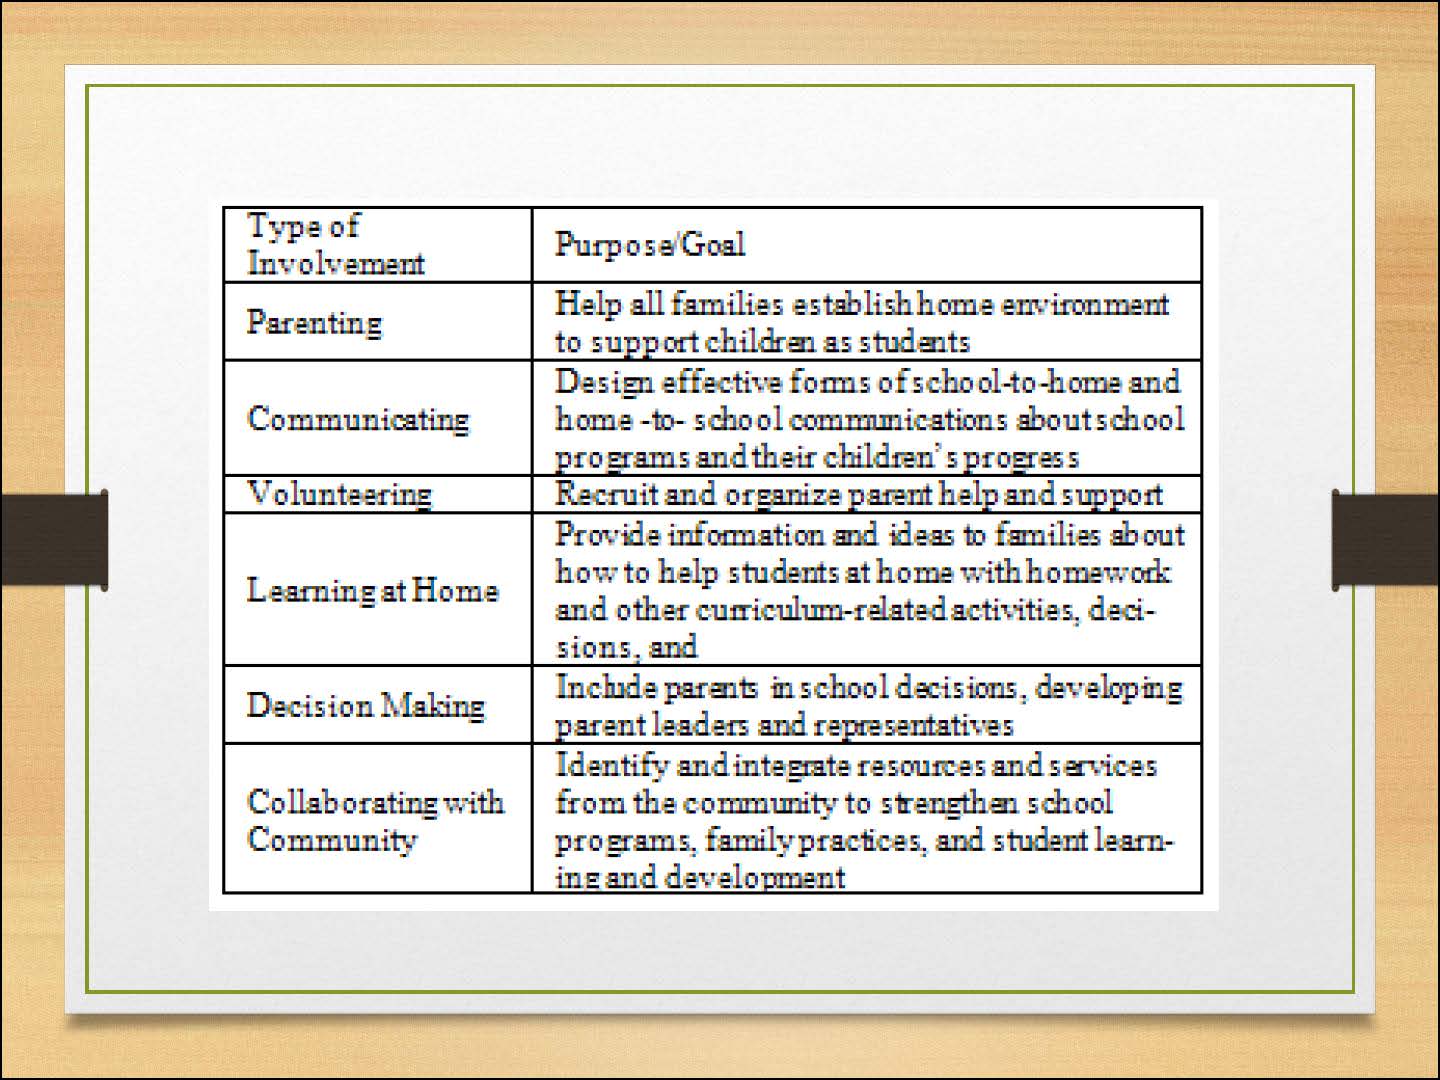 Type of
Involvement
Purpose/Goal
Parenting
Help all families establish home environment
to support children as students
Communicating
Design effective forms of school-to-home and
home -to- school communications about school
programs and their children's progress
Volunteering
Recruit and organize parent help and support
Learning at Home
Provide information and ideas to families about
how to help students at home with homework
and other curriculum-related activities, deci-
sions, and
Decision Making
Include parents in school decisions, developing
parent leaders and representatives
Collaborating with
Community
Identify and integrate resources and services
from the community to strengthen school
programs, family practices, and student learn-
ing and development